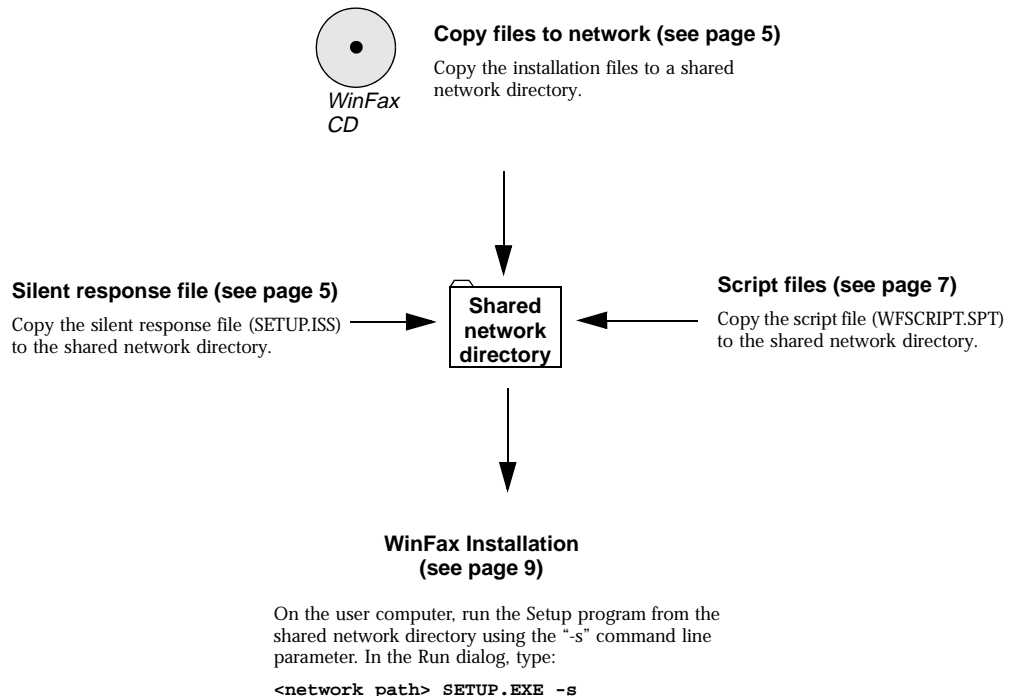 Copy files to network (see page 5)
Copy the installation files to a shared
network directory.
WinFax
CD
Silent response file (see page 5)
Copy the silent response file (SETUP.ISS)
to the shared network directory.
Shared
network
directory
Script files (see page 7)
Copy the script file (WFSCRIPT.SPT)
to the shared network directory.
WinFax Installation
(see page 9)
On the user computer, run the Setup program from the
shared network directory using the “-s” command line
parameter. In the Run dialog, type:
<network path> SETUP.EXE -s